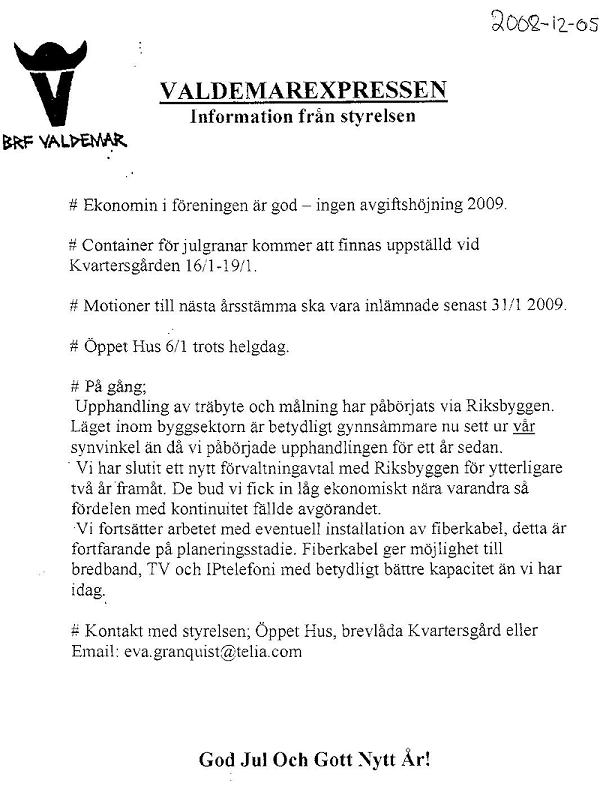 2008-12-05
V
BRF VALDEMAR
VALDEMAREXPRESSEN
Information från styrelsen
# Ekonomin i föreningen är god – ingen avgiftshöjning 2009.
# Container för julgranar kommer att finnas uppställd vid
Kvartersgården 16/1-19/1.
# Motioner till nästa årsstämma ska vara inlämnade senast 31/1 2009.
# Öppet Hus 6/1 trots helgdag.
# På gång;
Upphandling av träbyte och målning har påbörjats via Riksbyggen.
Läget inom byggsektorn är betydligt gynnsammare nu sett ur vår
synvinkel än då vi påbörjade upphandlingen för ett år sedan.
Vi har slutit ett nytt förvaltningavtal med Riksbyggen för ytterligare
två år framåt. De bud vi fick in låg ekonomiskt nära varandra så
fördelen med kontinuitet fällde avgörandet.
Vi fortsätter arbetet med eventuell installation av fiberkabel, detta är
fortfarande på planeringsstadie. Fiberkabel ger möjlighet till
bredband, TV och IPtelefoni med betydligt bättre kapacitet än vi har
idag.
# Kontakt med styrelsen; Öppet Hus, brevlåda Kvartersgård eller
Email: eva.granquist@telia.com
God Jul Och Gott Nytt År!